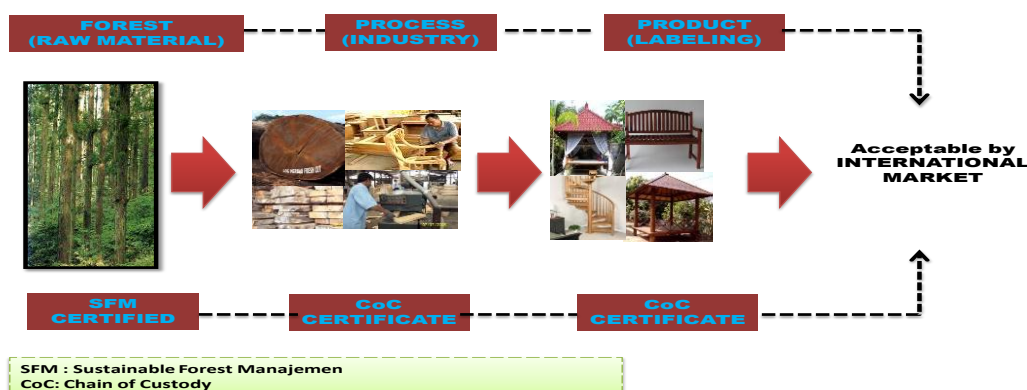 FOREST
(RAW MATERIAL)
PROCESS
(INDUSTRY)
PRODUCT
(LABELING)
Acceptable by
INTERNATIONAL
MARKET
SFM
CERTIFIED
CoC
CERTIFICATE
CoC
CERTIFICATE
SFM : Sustainable Forest Manajemen
CoC: Chain of Custody